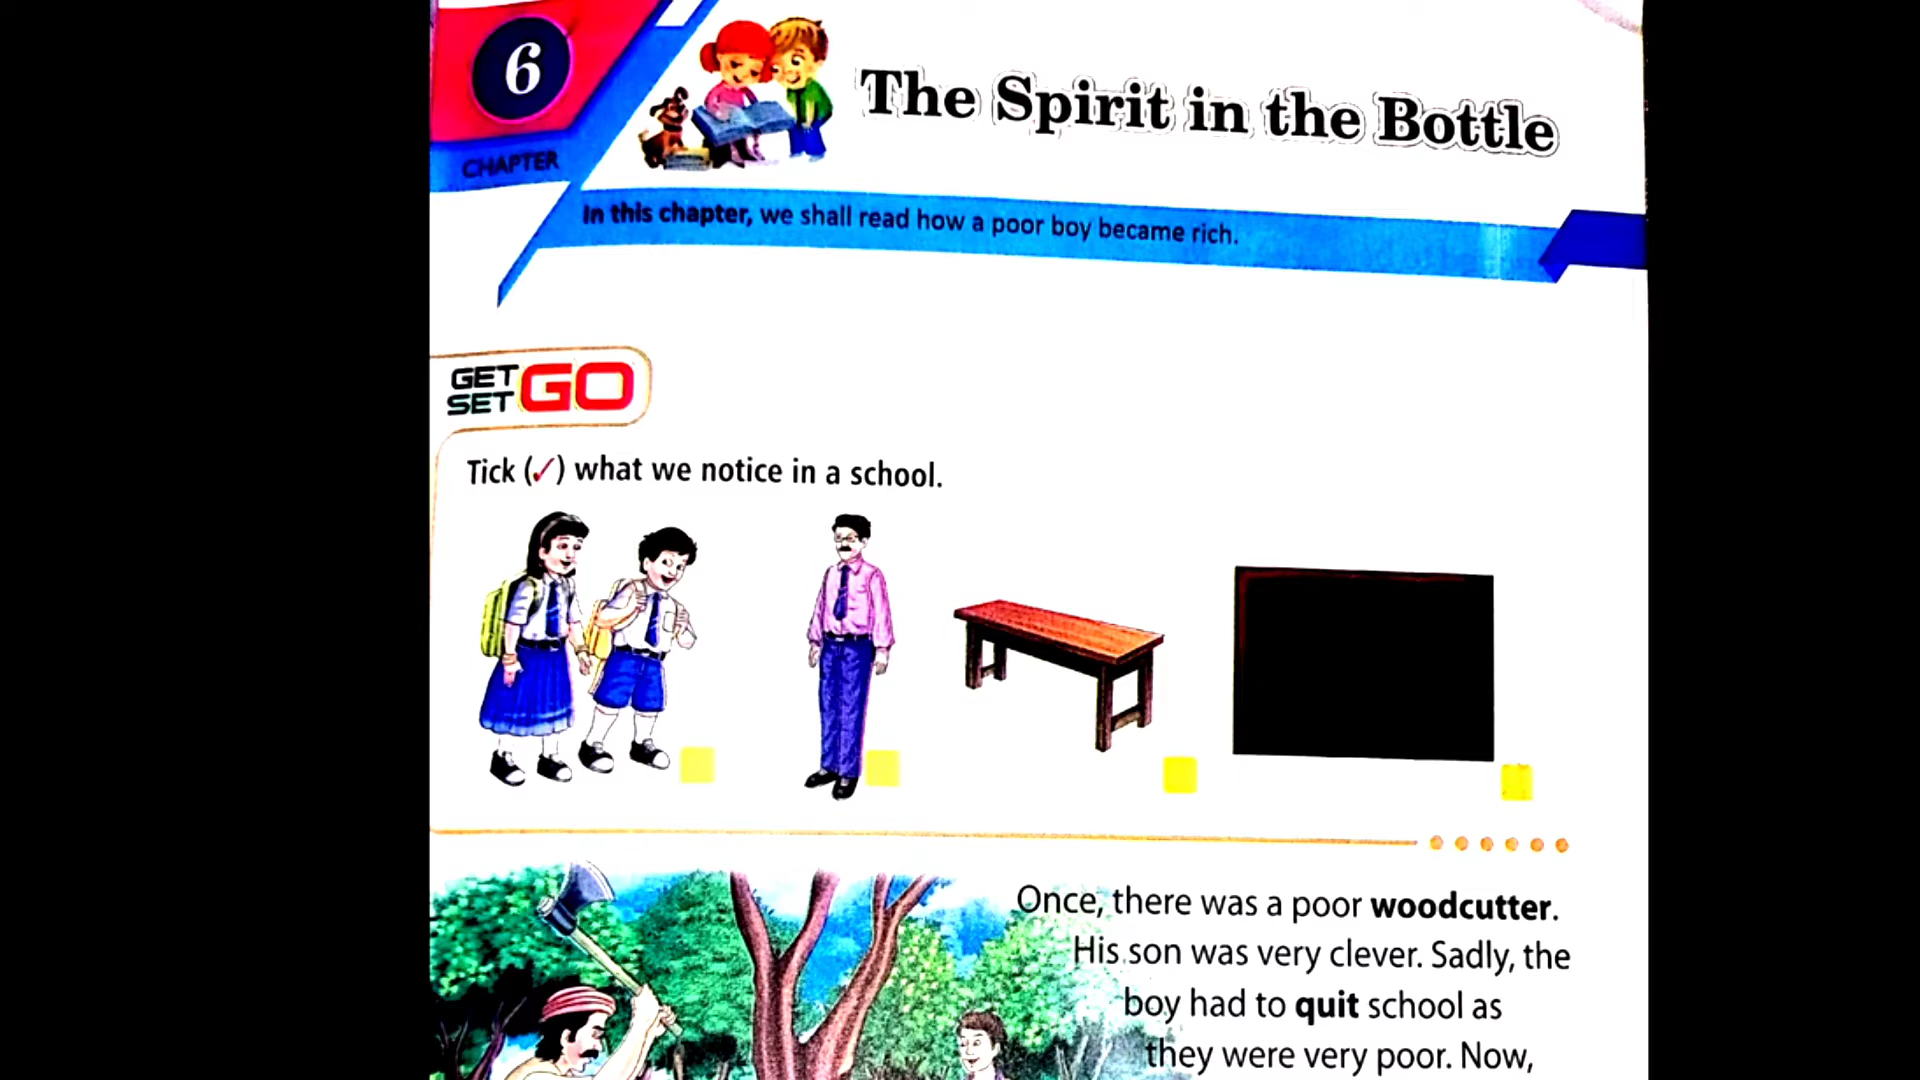 6
CHAPTER
The Spirit in the Bottle
In this chapter, we shall read how a poor boy became rich.
GET SET GO
Tick (✓) what we notice in a school.
Once, there was a poor woodcutter.
His son was very clever. Sadly, the
boy had to quit school as
they were very poor. Now,